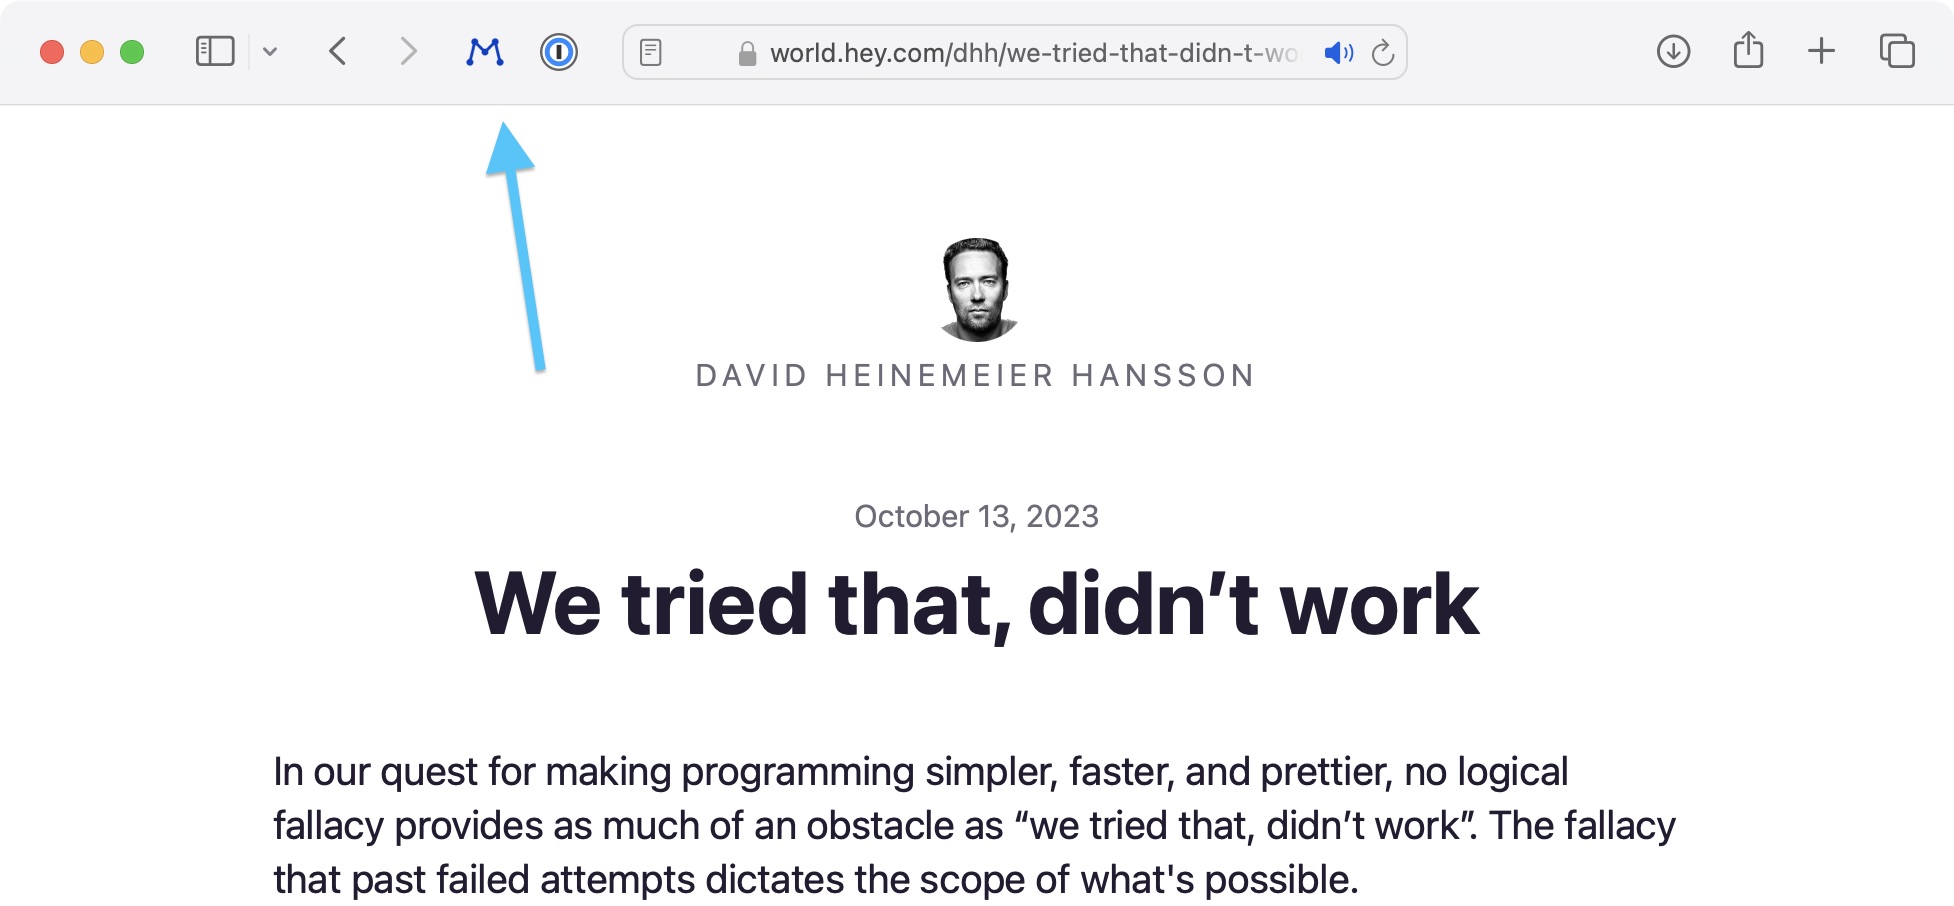 world.hey.com/dhh/we-tried-that-didn-t-wo
DAVID HEINEMEIER HANSSON
October 13, 2023
We tried that, didn’t work
In our quest for making programming simpler, faster, and prettier, no logical
fallacy provides as much of an obstacle as “we tried that, didn’t work”. The fallacy
that past failed attempts dictates the scope of what's possible.